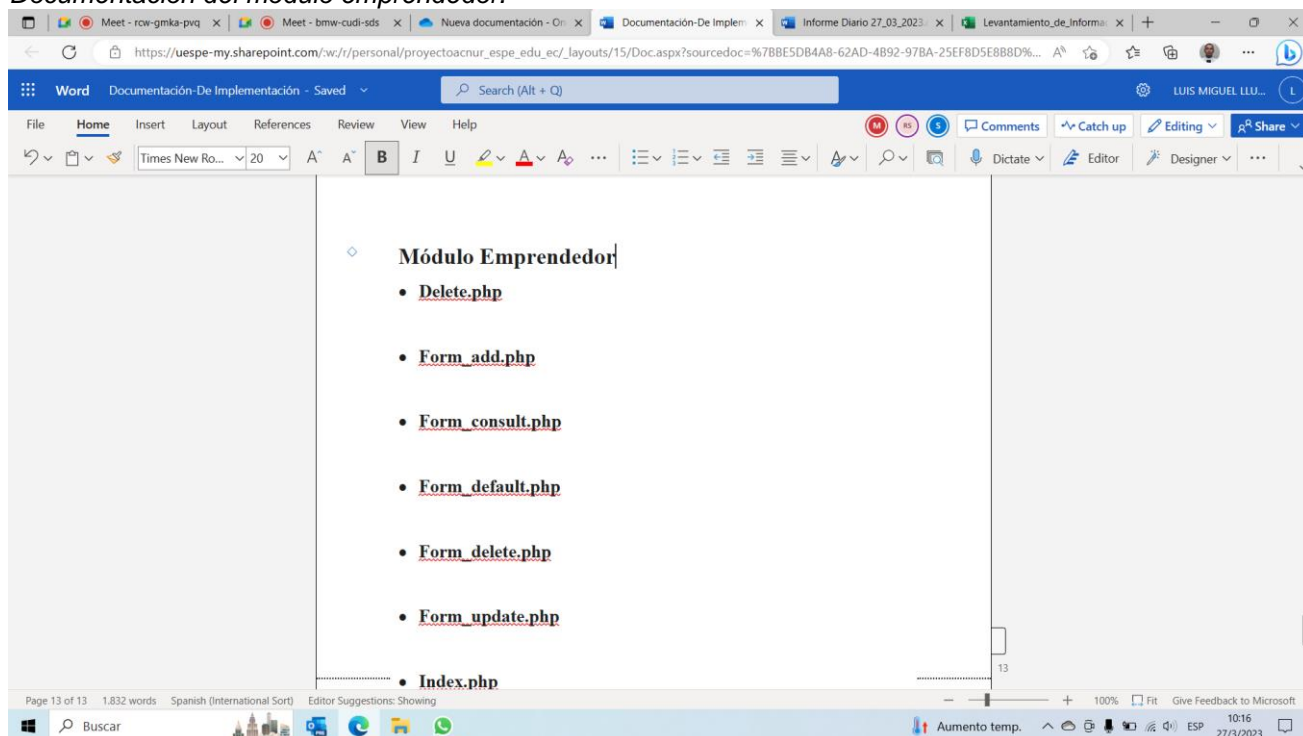 Documentación del módulo emprendedor.
Meet - rcw-gmka-pvq
Meet - bmw-cudi-sds
Nueva documentación - On
Documentación-De Implem
Informe Diario 27_03_2023
Levantamiento_de_Informa
https://uespe-my.sharepoint.com/:w:/r/personal/proyectoacnur_espe_edu_ec/_layouts/15/Doc.aspx?sourcedoc=%7BBE5DB4A8-62AD-4B92-97BA-25EF8D5E8B8D%...
Word Documentación-De Implementación - Saved
Search (Alt + Q)
LUIS MIGUEL LLU... L
File Home Insert Layout References Review View Help
M RS S Comments Catch up Editing Share
Times New Ro... 20 A A B I U A A ... Dictate Editor Designer ...
Módulo Emprendedor
• Delete.php
• Form_add.php
• Form_consult.php
• Form_default.php
• Form_delete.php
• Form_update.php
13
• Index.php
Page 13 of 13 1.832 words Spanish (International Sort) Editor Suggestions: Showing 100% Fit Give Feedback to Microsoft
Buscar
Aumento temp. ESP 10:16
27/3/2023